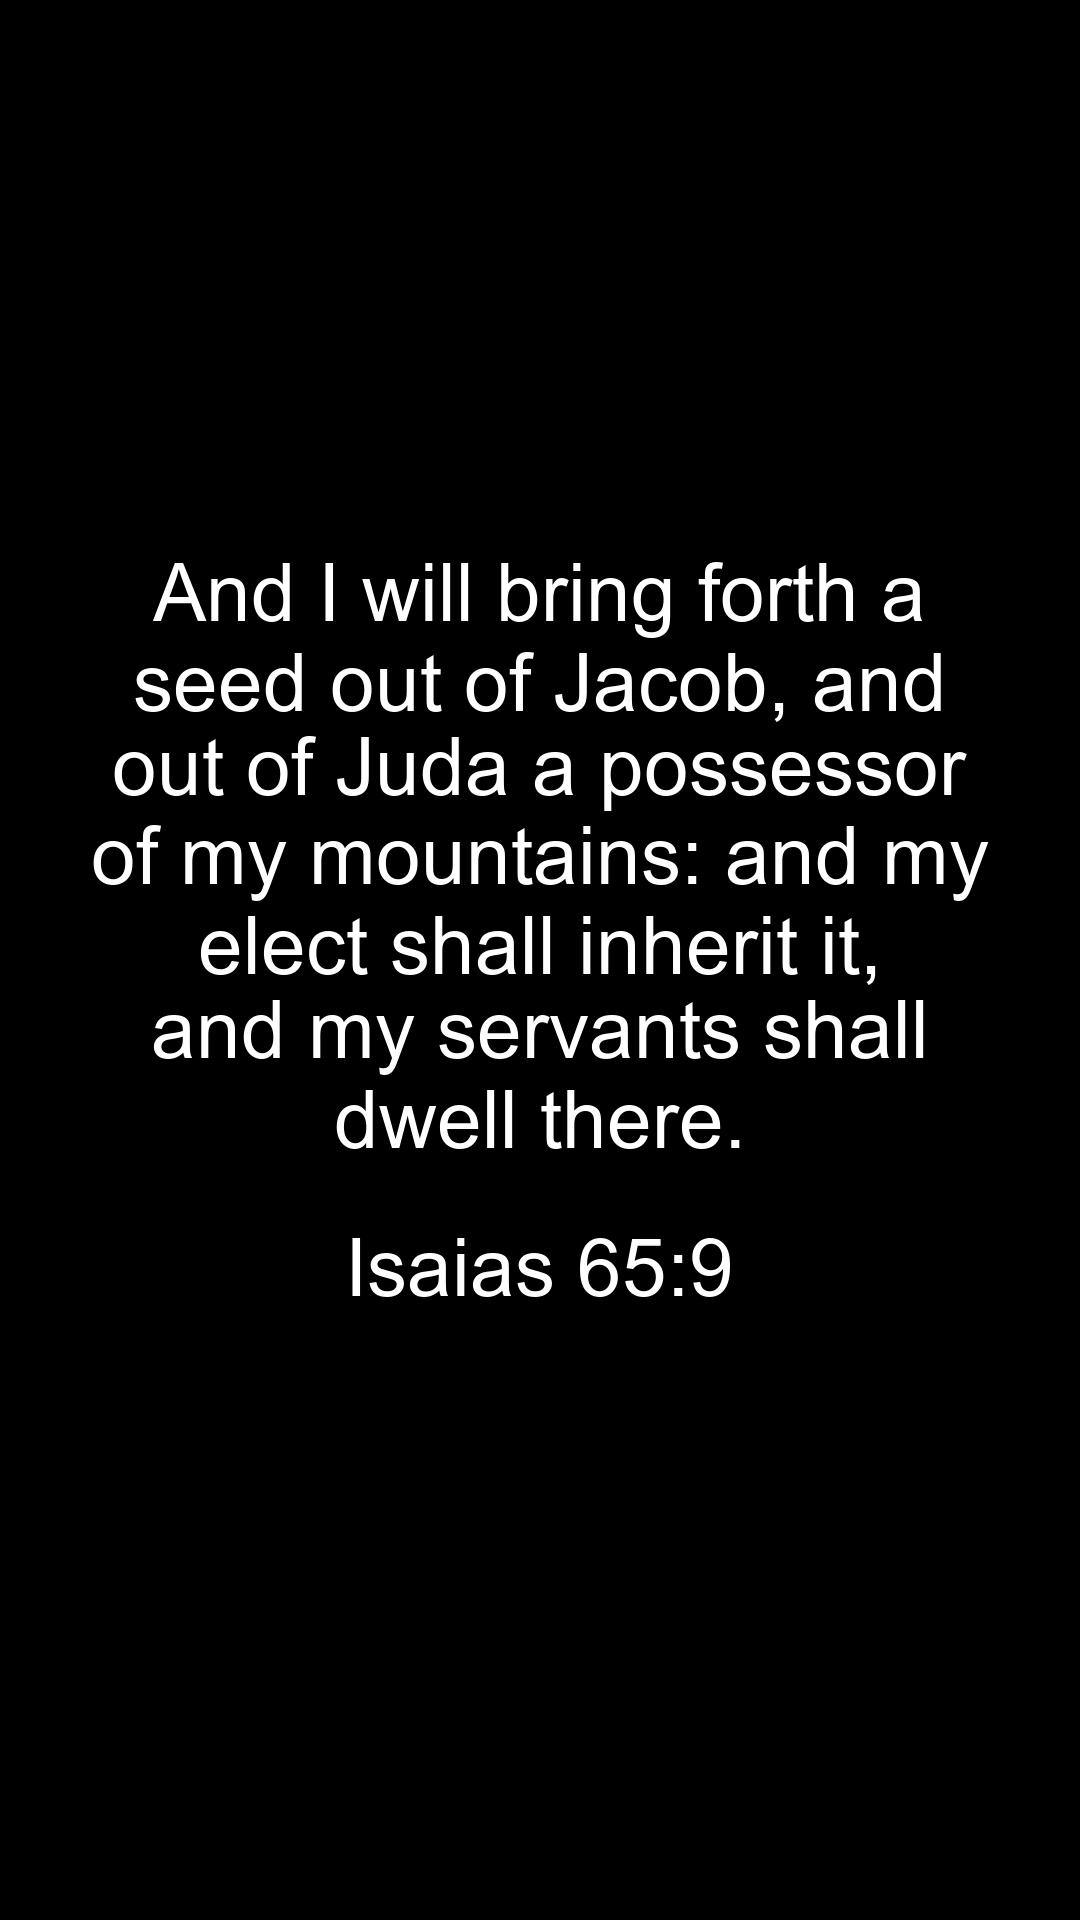 And I will bring forth a
seed out of Jacob, and
out of Juda a possessor
of my mountains: and my
elect shall inherit it,
and my servants shall
dwell there.
Isaias 65:9